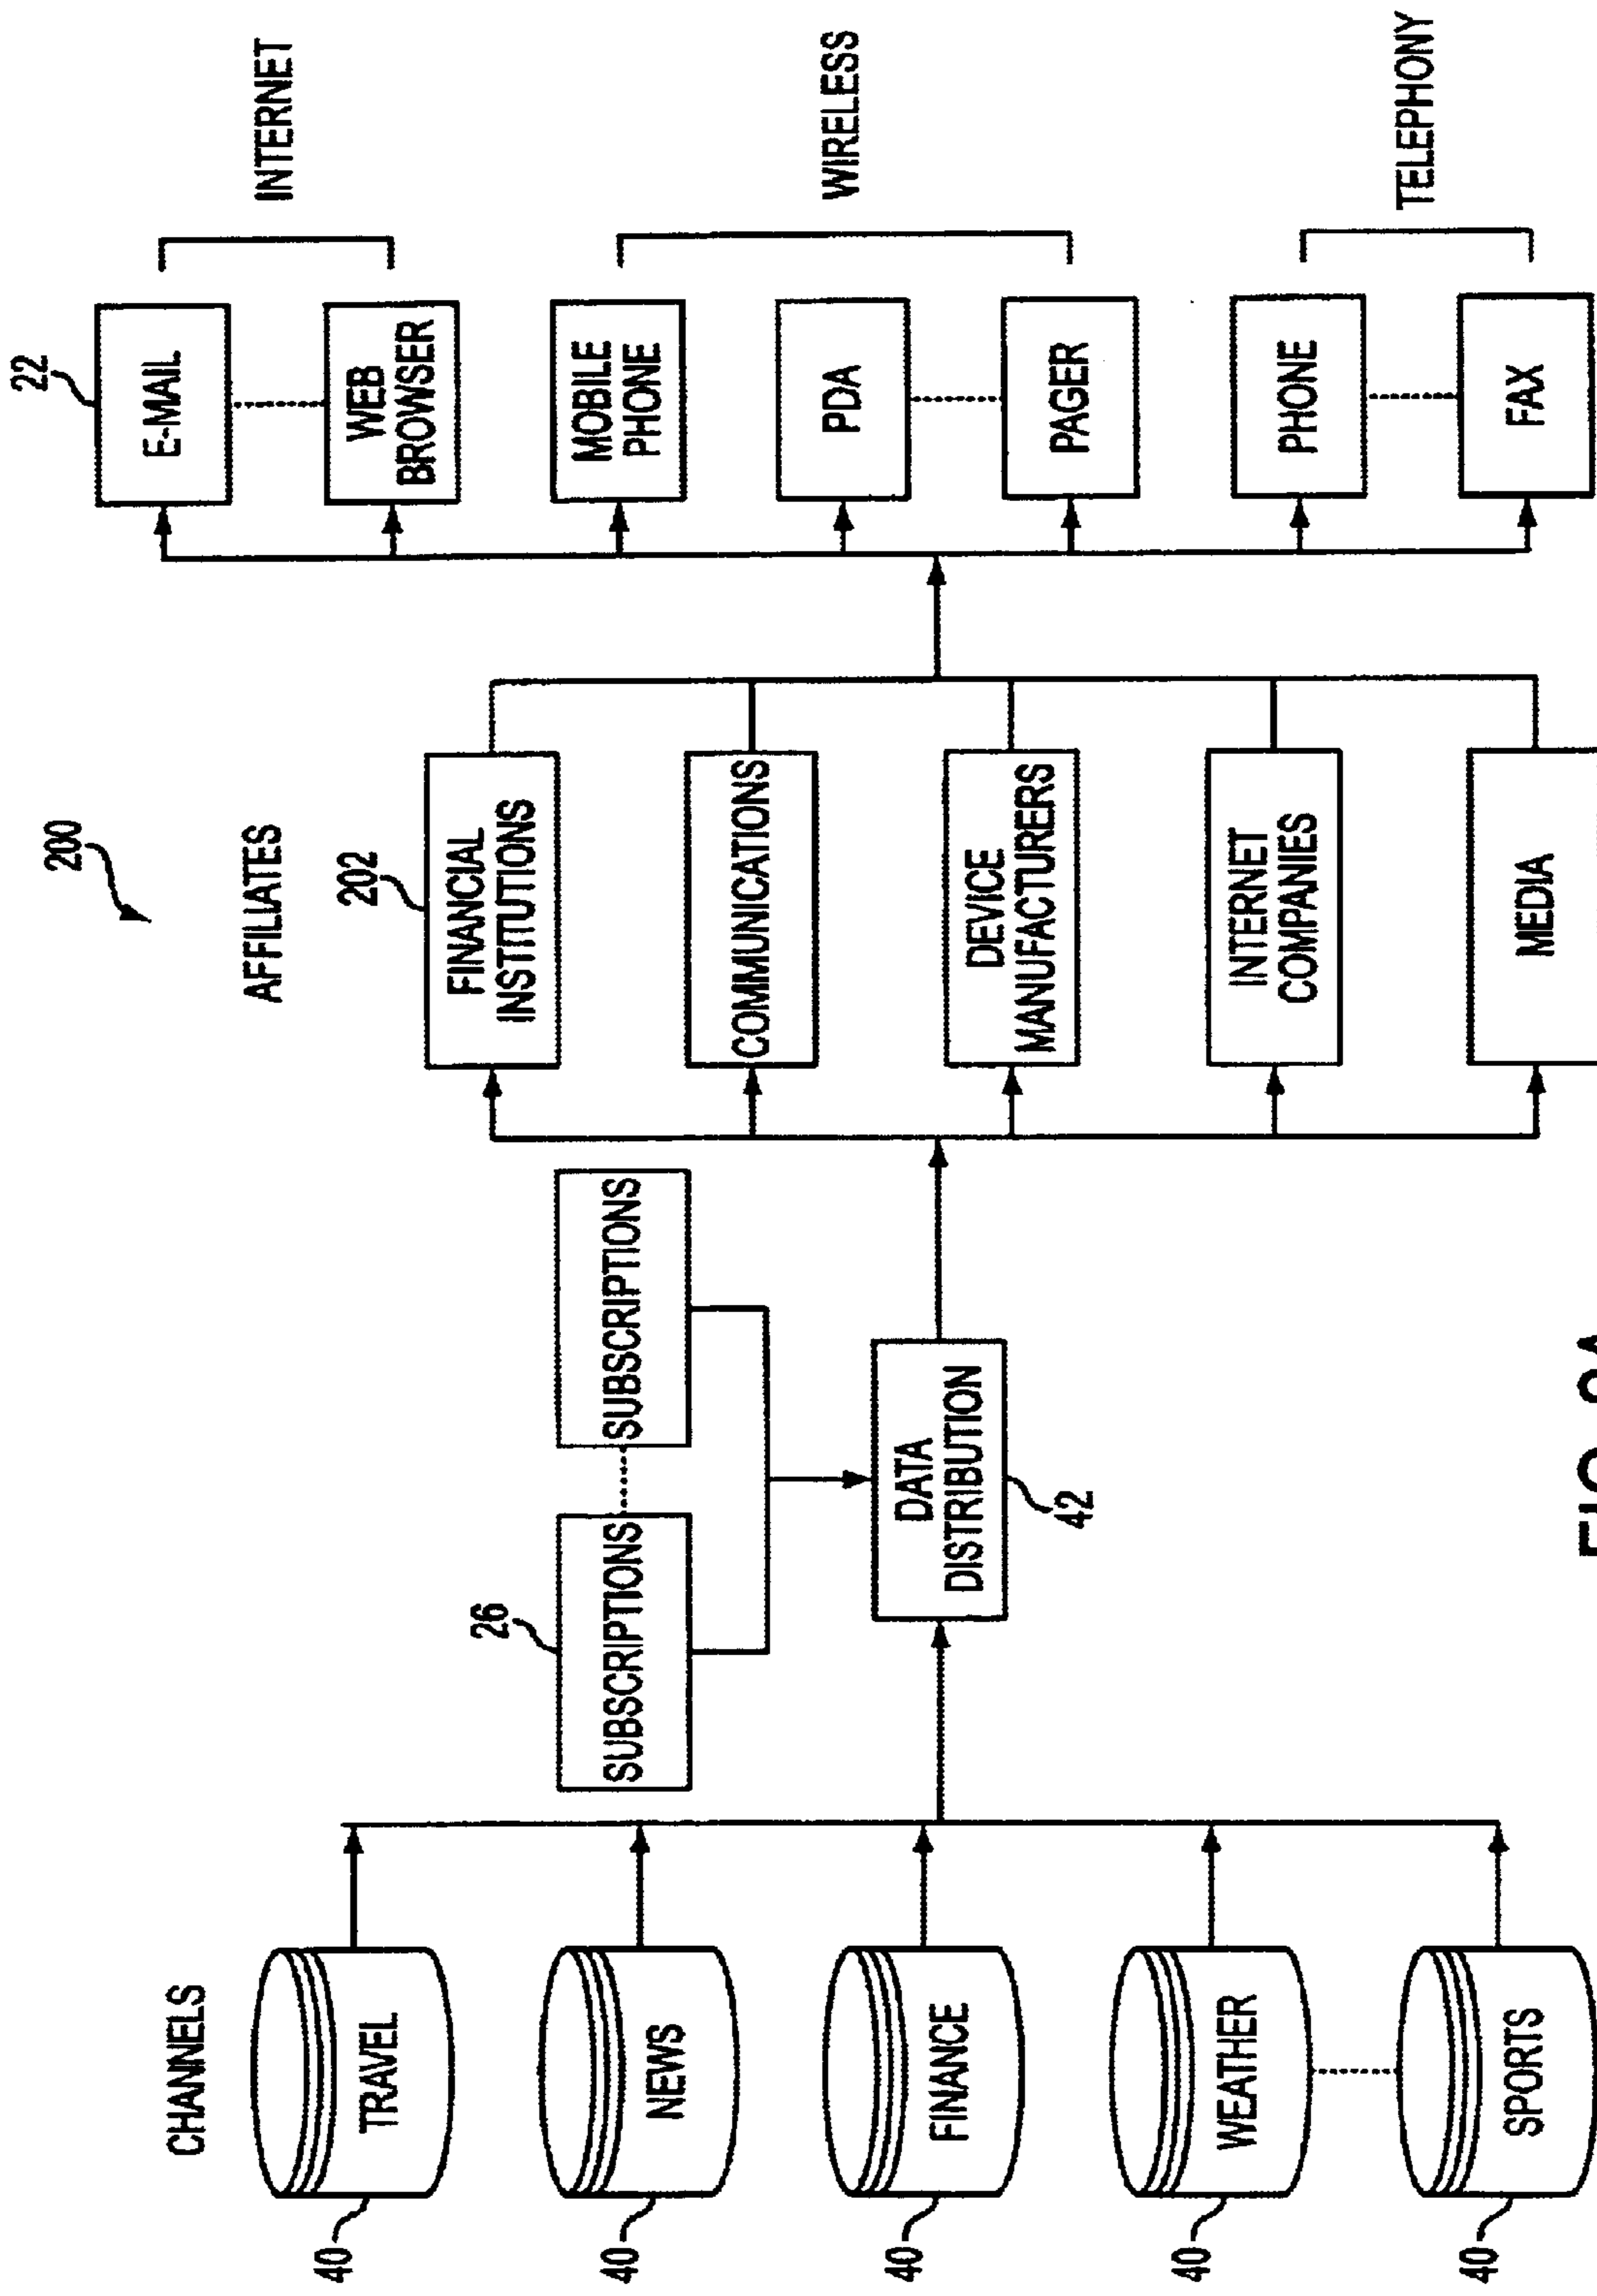 200
CHANNELS
40
TRAVEL
40
NEWS
40
FINANCE
40
WEATHER
40
SPORTS
26
SUBSCRIPTIONS
SUBSCRIPTIONS
DATA
DISTRIBUTION
42
AFFILIATES
202
FINANCIAL
INSTITUTIONS
COMMUNICATIONS
DEVICE
MANUFACTURERS
INTERNET
COMPANIES
MEDIA
22
E-MAIL
WEB
BROWSER
MOBILE
PHONE
PDA
PAGER
PHONE
FAX
INTERNET
WIRELESS
TELEPHONY